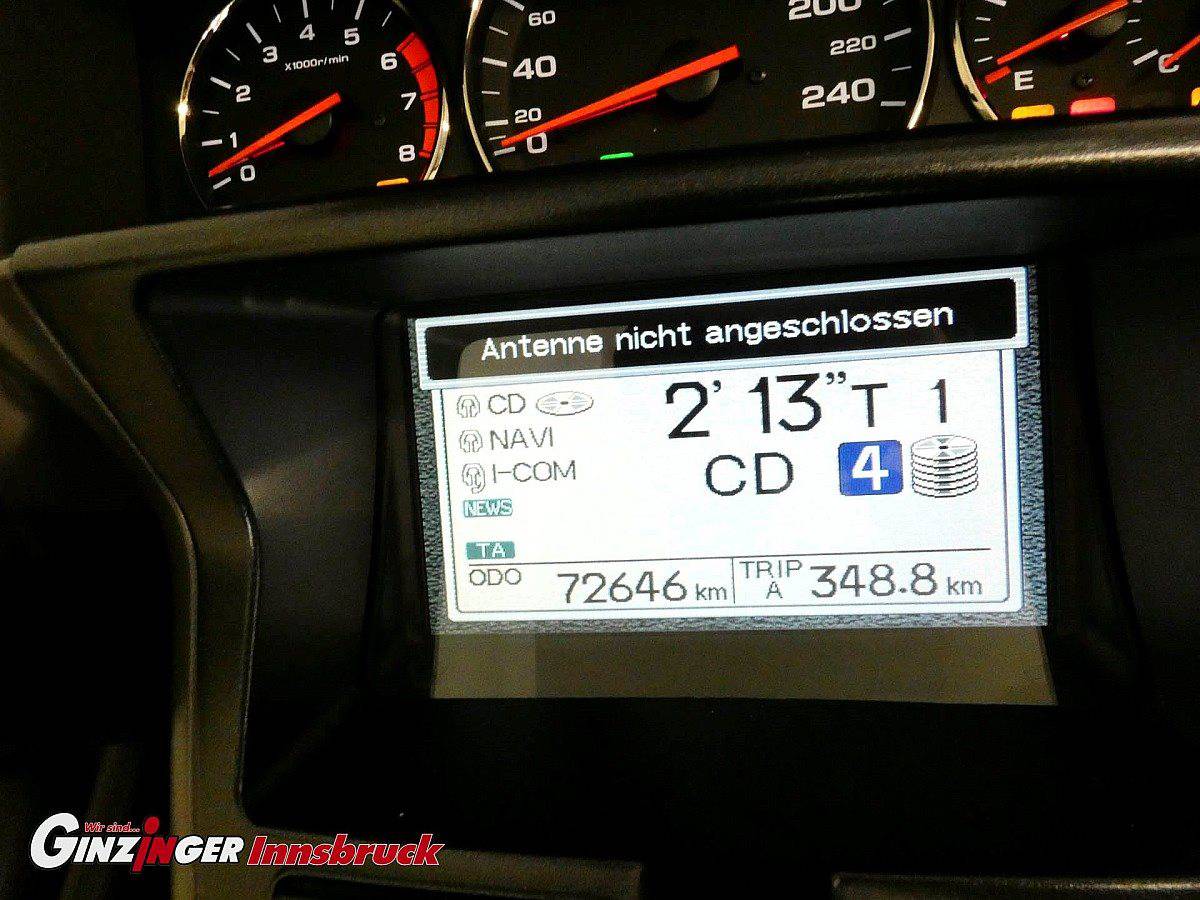 0
1
2
3
4
5
6
7
8
x1000r/min
0
20
40
60
200
220
240
E
C
Antenne nicht angeschlossen
CD
2' 13" T 1
NAVI
CD 4
I-COM
NEWS
TA
ODO 72646 km TRIP A 348.8 km
Wir sind...
GINZINGER Innsbruck